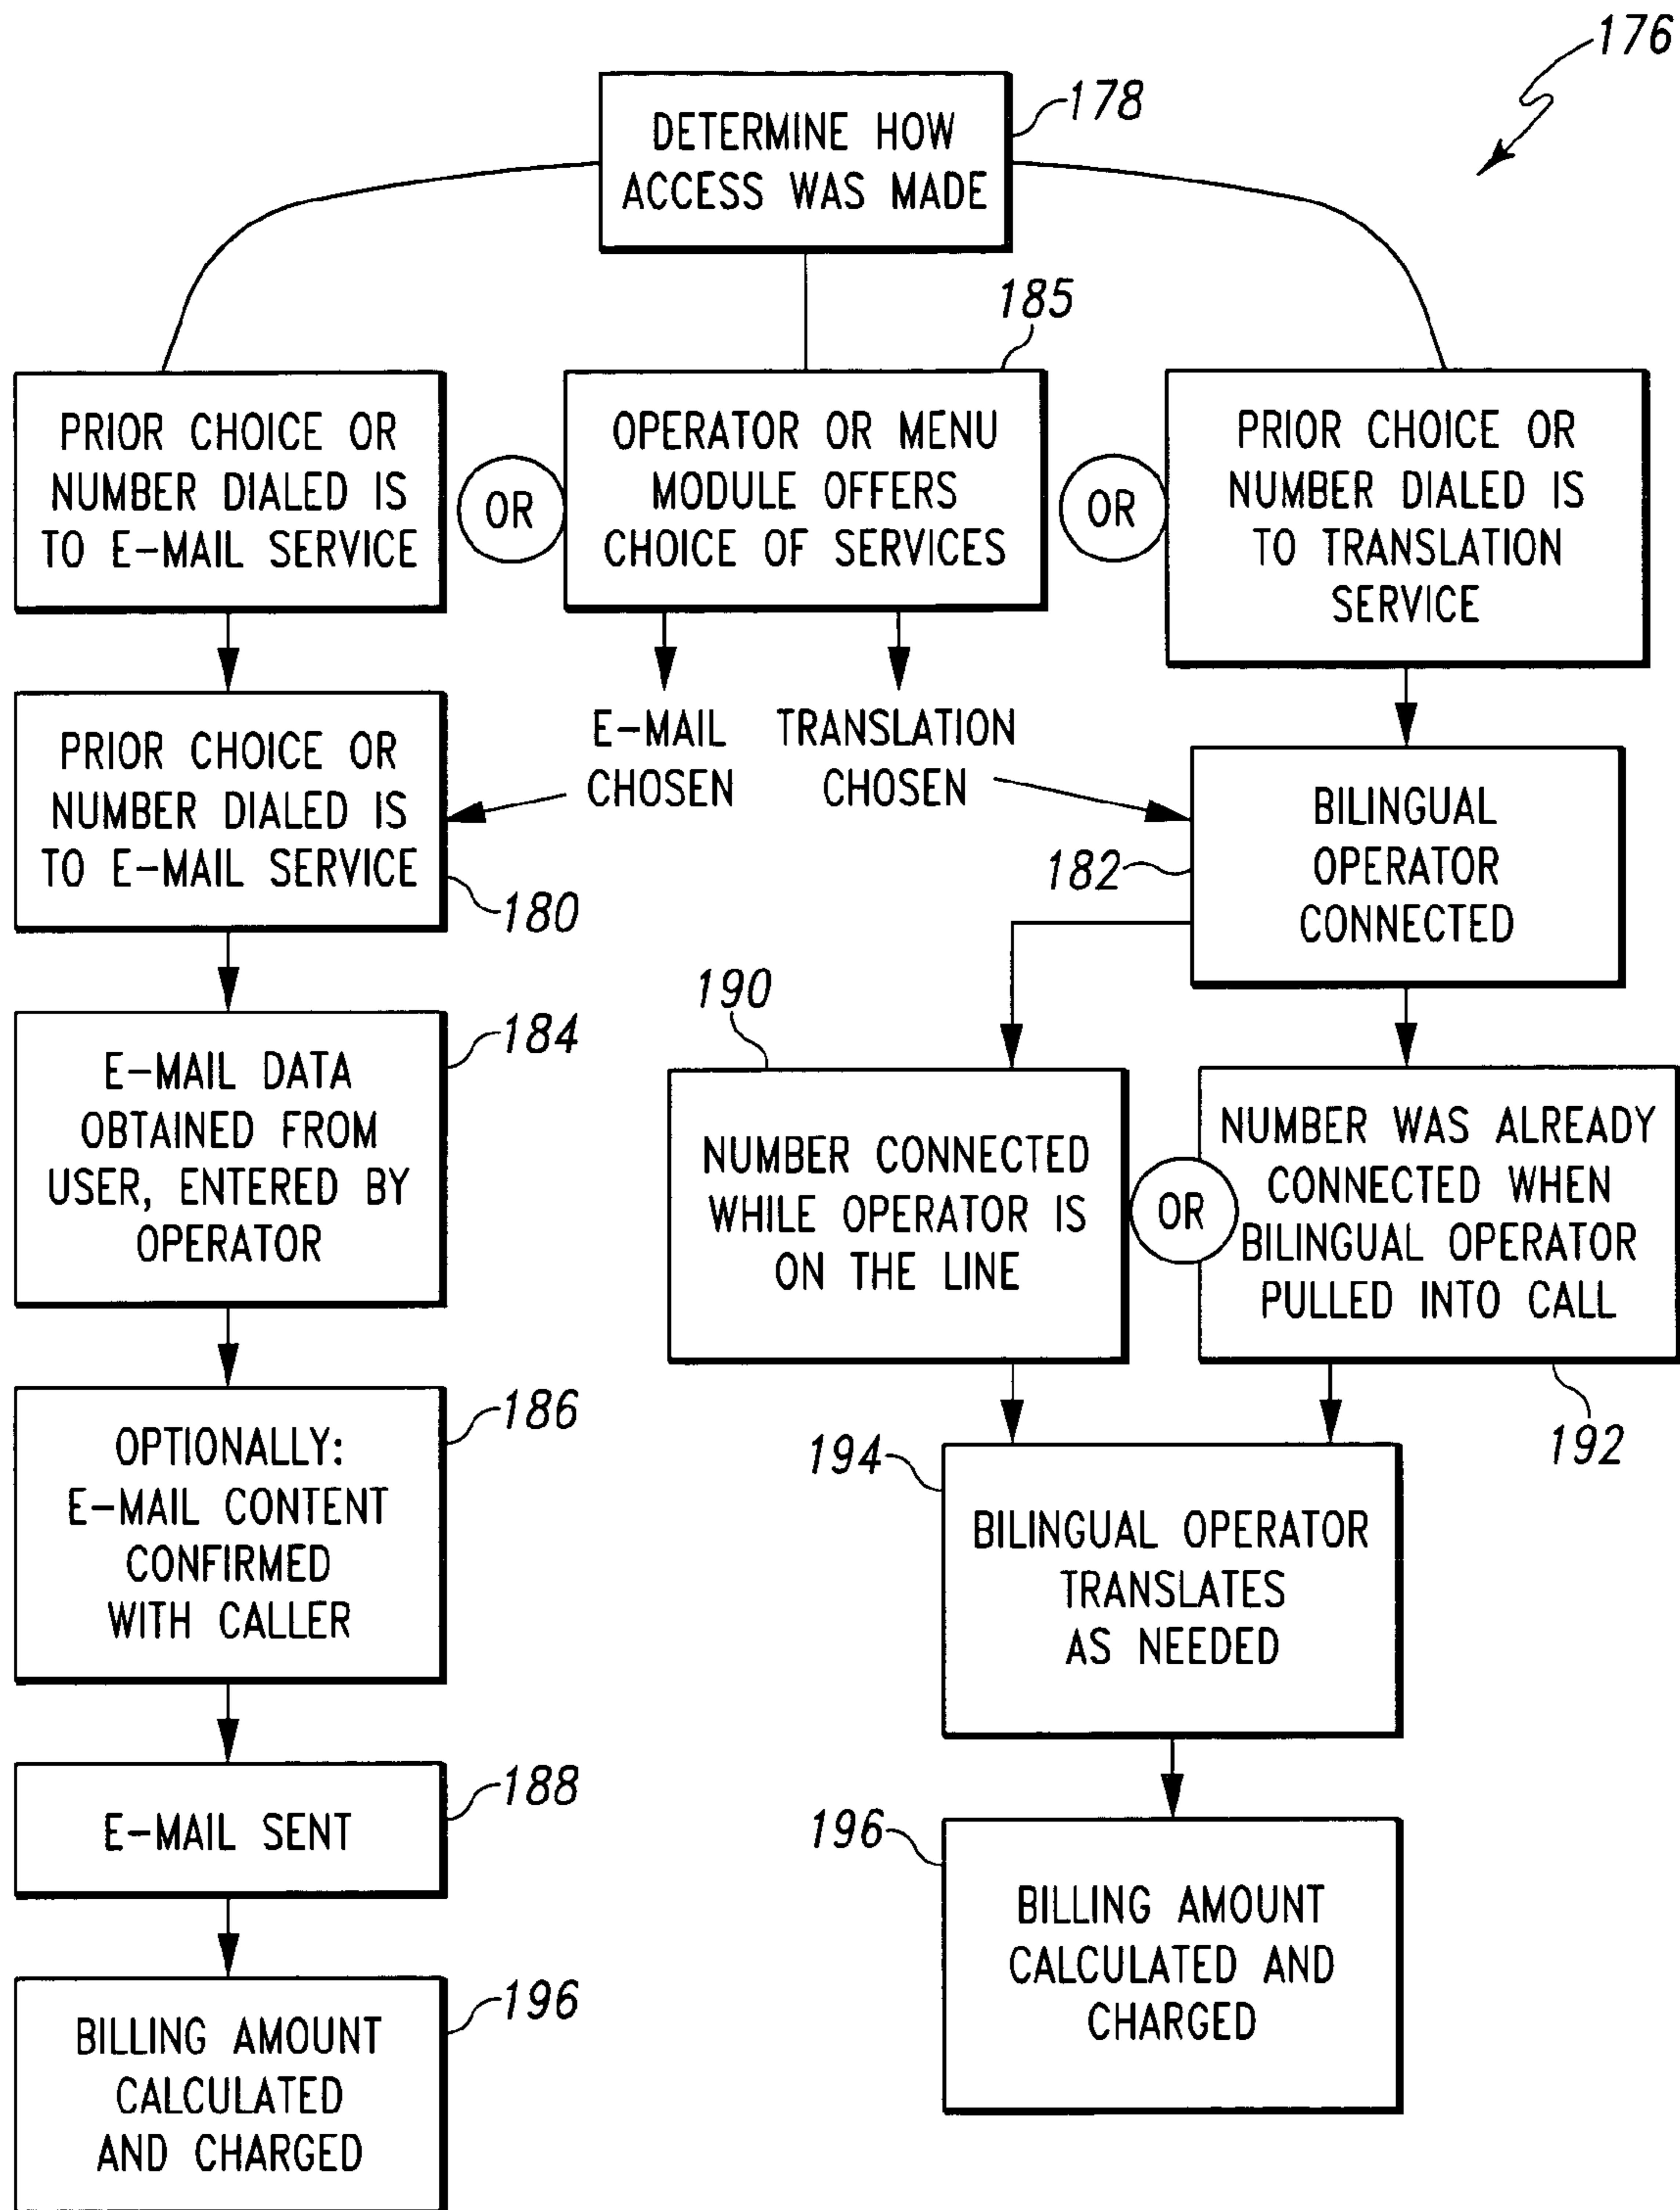 176
178
DETERMINE HOW
ACCESS WAS MADE
185
PRIOR CHOICE OR
NUMBER DIALED IS
TO E-MAIL SERVICE
OR
OPERATOR OR MENU
MODULE OFFERS
CHOICE OF SERVICES
OR
PRIOR CHOICE OR
NUMBER DIALED IS
TO TRANSLATION
SERVICE
PRIOR CHOICE OR
NUMBER DIALED IS
TO E-MAIL SERVICE
180
E-MAIL
CHOSEN
TRANSLATION
CHOSEN
182
BILINGUAL
OPERATOR
CONNECTED
184
E-MAIL DATA
OBTAINED FROM
USER, ENTERED BY
OPERATOR
190
NUMBER CONNECTED
WHILE OPERATOR IS
ON THE LINE
OR
NUMBER WAS ALREADY
CONNECTED WHEN
BILINGUAL OPERATOR
PULLED INTO CALL
192
186
OPTIONALLY:
E-MAIL CONTENT
CONFIRMED
WITH CALLER
194
BILINGUAL OPERATOR
TRANSLATES
AS NEEDED
188
E-MAIL SENT
196
BILLING AMOUNT
CALCULATED AND
CHARGED
196
BILLING AMOUNT
CALCULATED
AND CHARGED